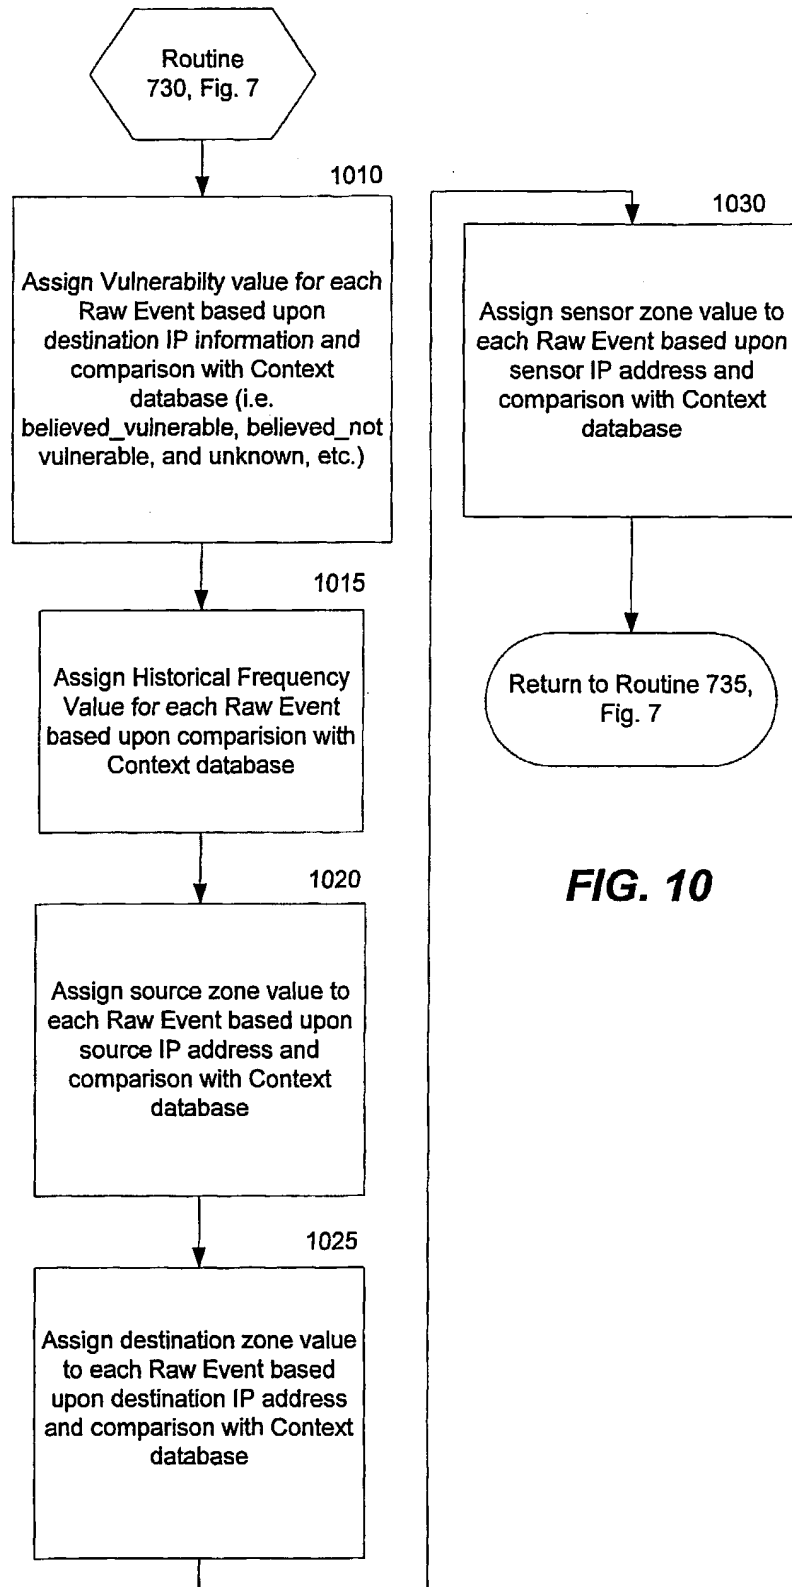 Routine
730, Fig. 7
1010
Assign Vulnerabilty value for each
Raw Event based upon
destination IP information and
comparison with Context
database (i.e.
believed_vulnerable, believed_not
vulnerable, and unknown, etc.)
1015
Assign Historical Frequency
Value for each Raw Event
based upon comparision with
Context database
1020
Assign source zone value to
each Raw Event based upon
source IP address and
comparison with Context
database
1025
Assign destination zone value
to each Raw Event based
upon destination IP address
and comparison with Context
database
1030
Assign sensor zone value to
each Raw Event based upon
sensor IP address and
comparison with Context
database
Return to Routine 735,
Fig. 7
FIG. 10